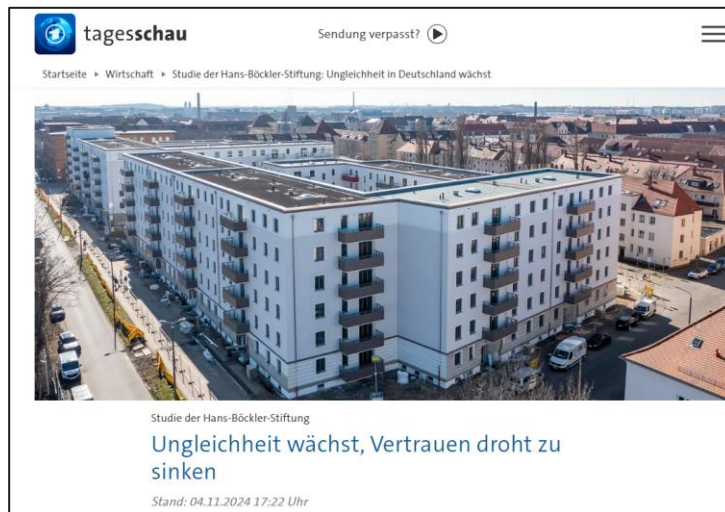 tagesschau
Sendung verpasst?
Startseite ▸ Wirtschaft ▸ Studie der Hans-Böckler-Stiftung: Ungleichheit in Deutschland wächst
Studie der Hans-Böckler-Stiftung
Ungleichheit wächst, Vertrauen droht zu
sinken
Stand: 04.11.2024 17:22 Uhr